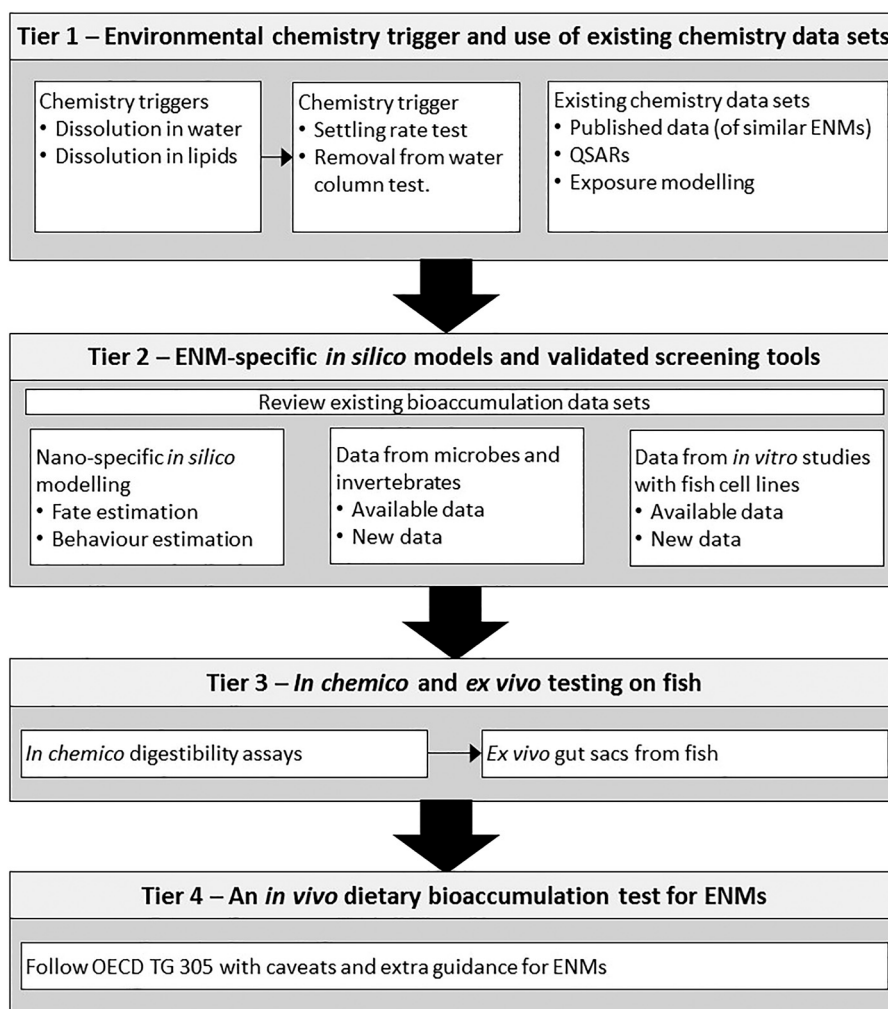 Tier 1 – Environmental chemistry trigger and use of existing chemistry data sets
Chemistry triggers
• Dissolution in water
• Dissolution in lipids
Chemistry trigger
• Settling rate test
• Removal from water
column test.
Existing chemistry data sets
• Published data (of similar ENMs)
• QSARs
• Exposure modelling
Tier 2 – ENM-specific in silico models and validated screening tools
Review existing bioaccumulation data sets
Nano-specific in silico
modelling
• Fate estimation
• Behaviour estimation
Data from microbes and
invertebrates
• Available data
• New data
Data from in vitro studies
with fish cell lines
• Available data
• New data
Tier 3 – In chemico and ex vivo testing on fish
In chemico digestibility assays
Ex vivo gut sacs from fish
Tier 4 – An in vivo dietary bioaccumulation test for ENMs
Follow OECD TG 305 with caveats and extra guidance for ENMs